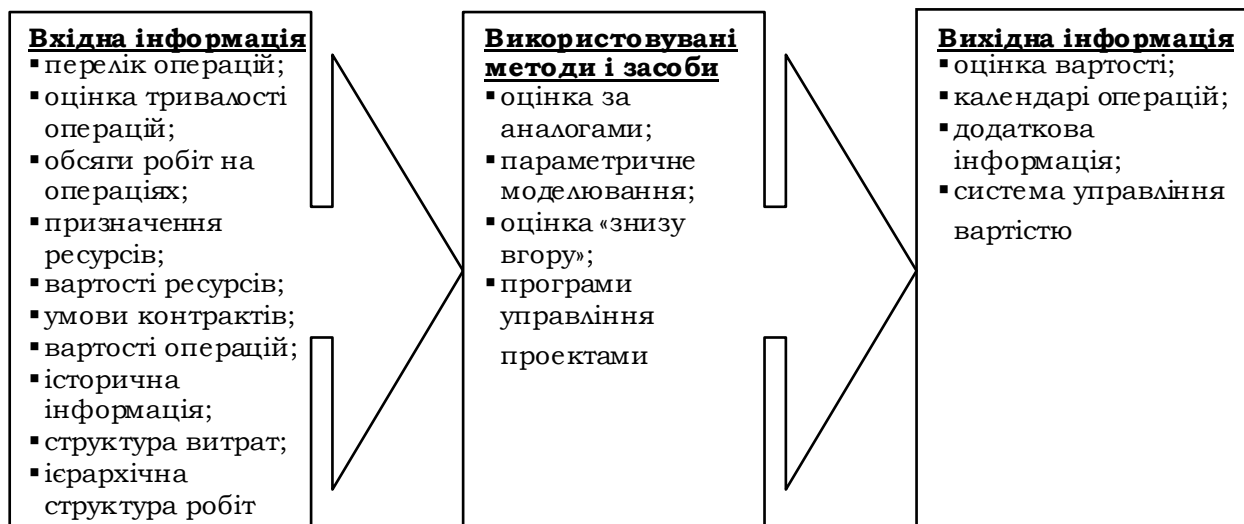 Вхідна інформація
▪ перелік операцій;
▪ оцінка тривалості
операцій;
▪ обсяги робіт на
операціях;
▪ призначення
ресурсів;
▪ вартості ресурсів;
▪ умови контрактів;
▪ вартості операцій;
▪ історична
інформація;
▪ структура витрат;
▪ ієрархічна
структура робіт
Використовувані
методи і засоби
▪ оцінка за
аналогами;
▪ параметричне
моделювання;
▪ оцінка «знизу
вгору»;
▪ програми
управління
проектами
Вихідна інформація
▪ оцінка вартості;
▪ календарі операцій;
▪ додаткова
інформація;
▪ система управління
вартістю